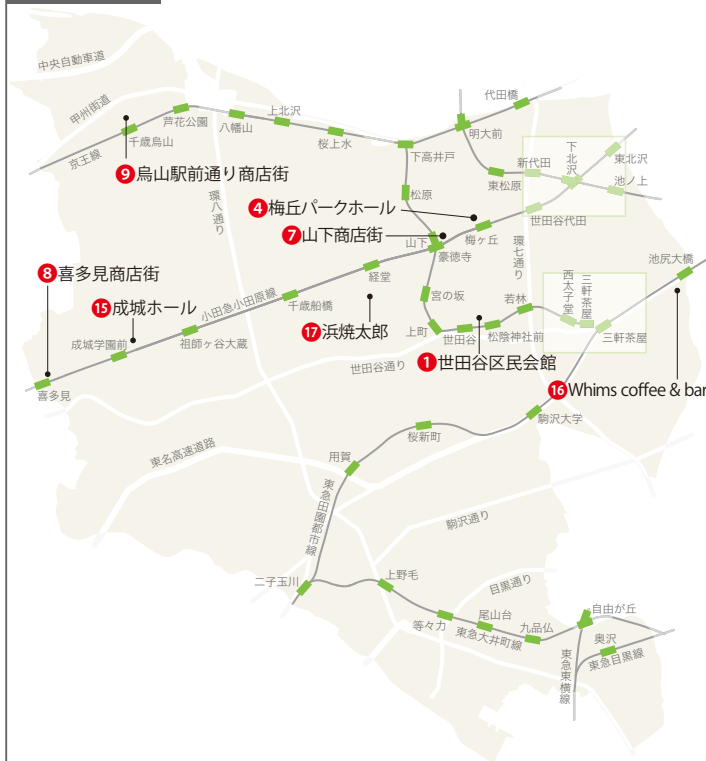 中央自動車道
甲州街道
京王線
千歳烏山
芦花公園
八幡山
上北沢
桜上水
下高井戸
代田橋
明大前
下北沢
東北沢
新代田
池ノ上
東松原
松原
世田谷代田
環八通り
環七通り
❾烏山駅前通り商店街
❹梅丘パークホール
❼山下商店街
山下
梅ヶ丘
豪徳寺
池尻大橋
❽喜多見商店街
経堂
小田急小田原線
⓯成城ホール
千歳船橋
宮の坂
西太子堂
三軒茶屋
若林
⓱浜焼太郎
上町
世田谷
松陰神社前
三軒茶屋
祖師ヶ谷大蔵
成城学園前
世田谷通り
❶世田谷区民会館
喜多見
⓰Whims coffee & bar
駒沢大学
桜新町
東名高速道路
用賀
東急田園都市線
駒沢通り
目黒通り
二子玉川
上野毛
等々力
尾山台
九品仏
東急大井町線
自由が丘
奥沢
東急目黒線
東急東横線